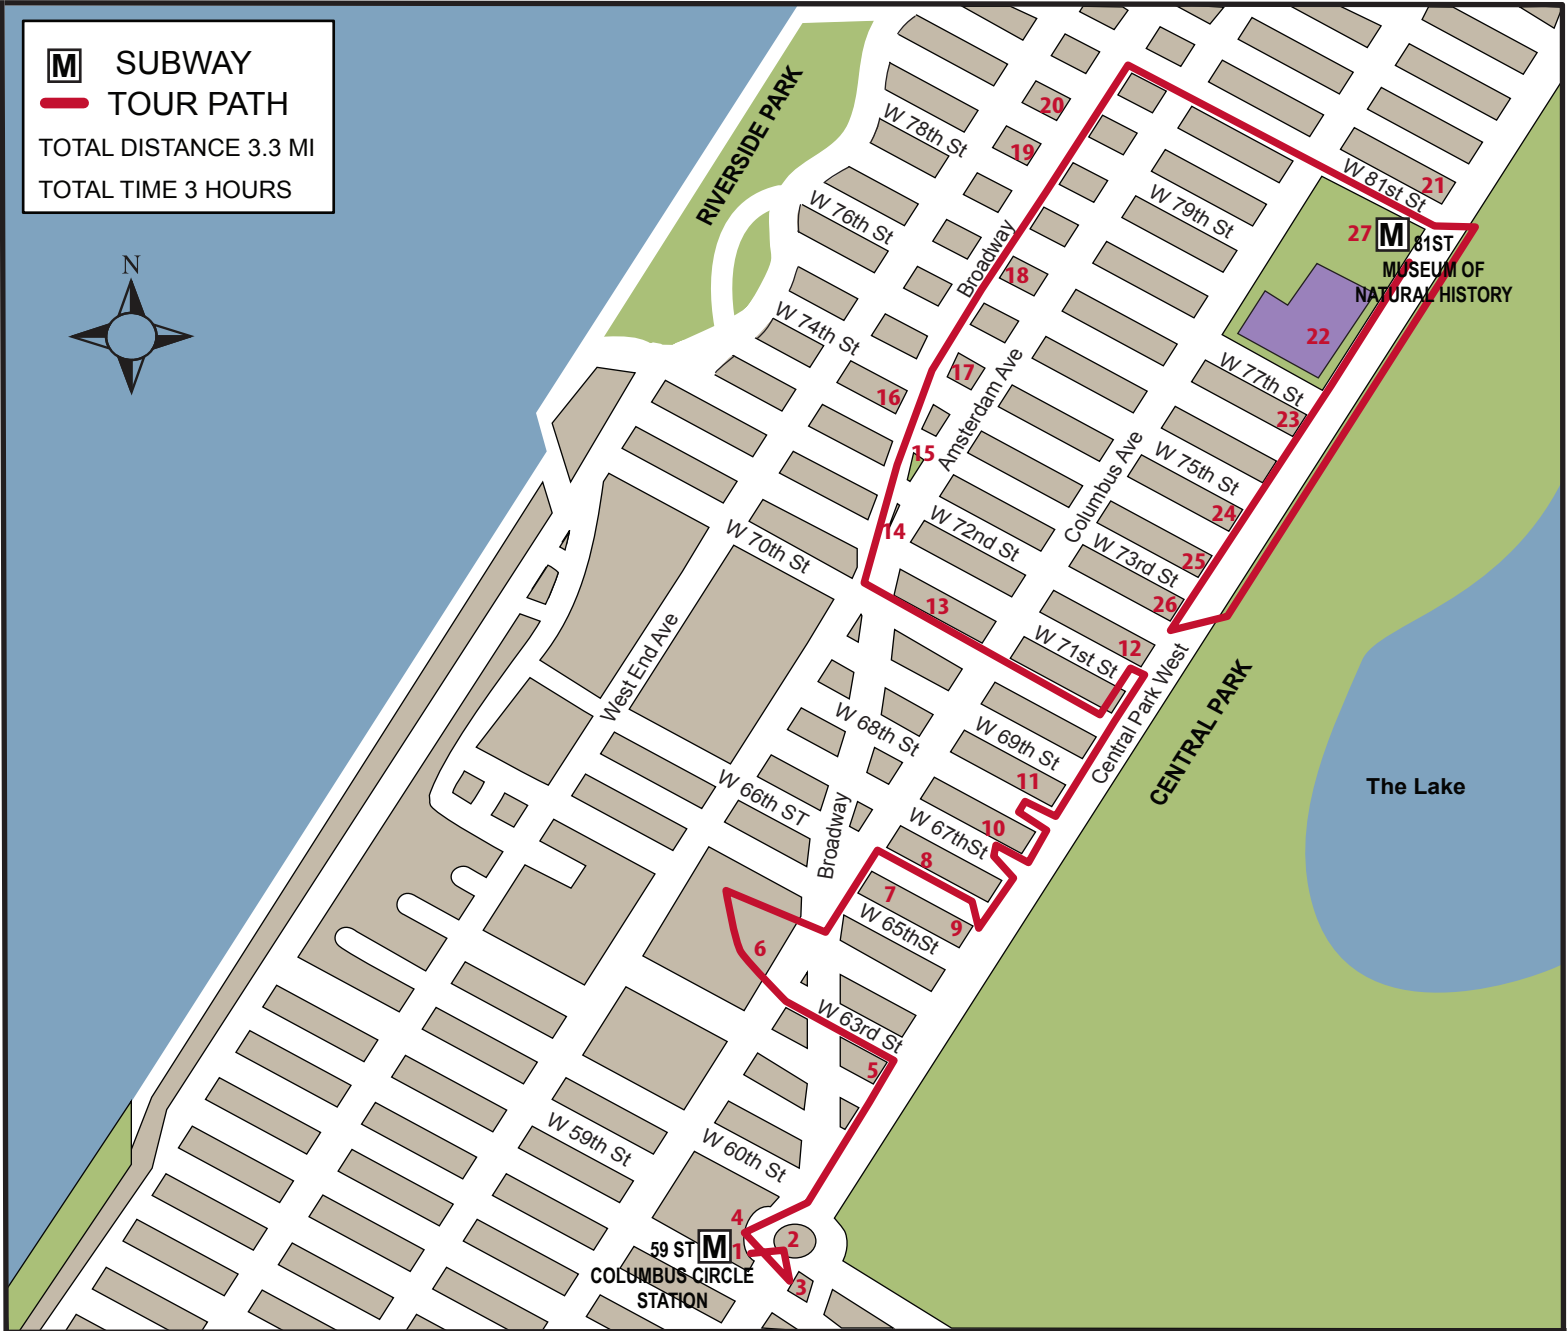 M SUBWAY
TOUR PATH
TOTAL DISTANCE 3.3 MI
TOTAL TIME 3 HOURS
N
RIVERSIDE PARK
W 78th St
W 76th St
W 74th St
W 70th St
20
19
Broadway
18
17
16
15
14
Amsterdam Ave
W 79th St
W 81st St
21
27
M
81ST
MUSEUM OF
NATURAL HISTORY
22
W 77th St
23
W 75th St
24
Columbus Ave
W 72nd St
W 73rd St
25
26
13
12
W 71st St
Central Park West
CENTRAL PARK
The Lake
West End Ave
W 68th St
W 69th St
11
W 66th ST
10
W 67thSt
Broadway
8
7
W 65thSt
9
6
W 63rd St
5
W 59th St
W 60th St
4
59 ST
M
1
2
3
COLUMBUS CIRCLE
STATION